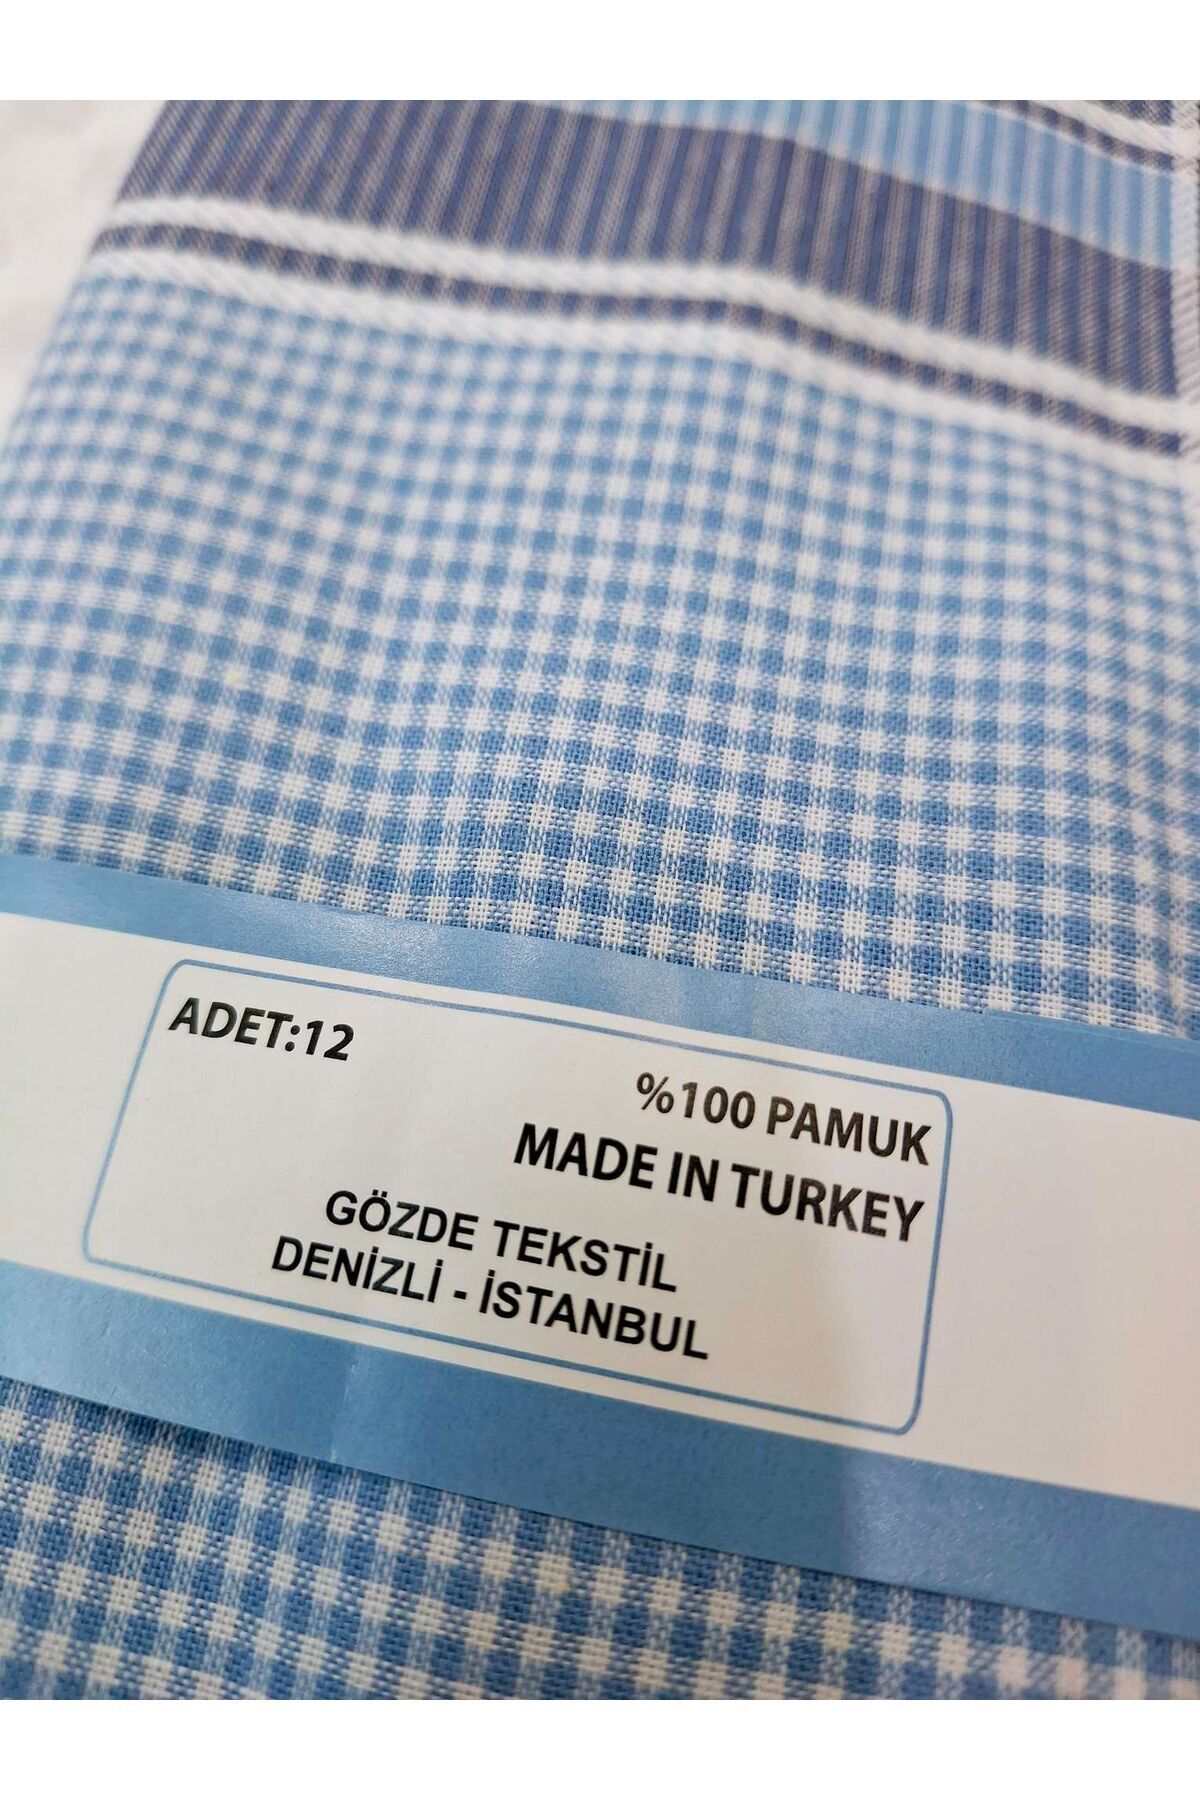 ADET:12
%100 PAMUK
MADE IN TURKEY
GÖZDE TEKSTİL
DENİZLİ - İSTANBUL